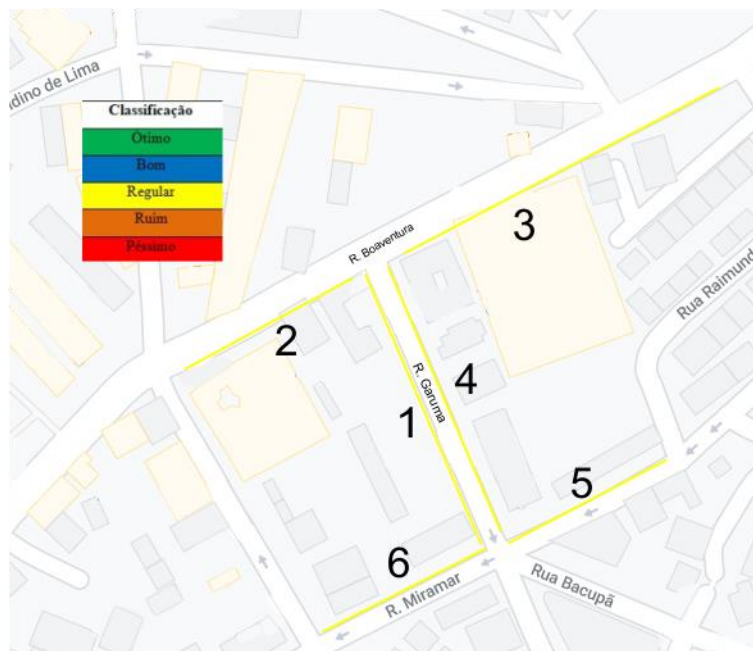 dino de Lima
Classificação
Ótimo
Bom
Regular
Ruim
Péssimo
R. Boaventura
3
Rua Raimund
2
R. Garuma
4
1
5
6
R. Miramar
Rua Bacupã